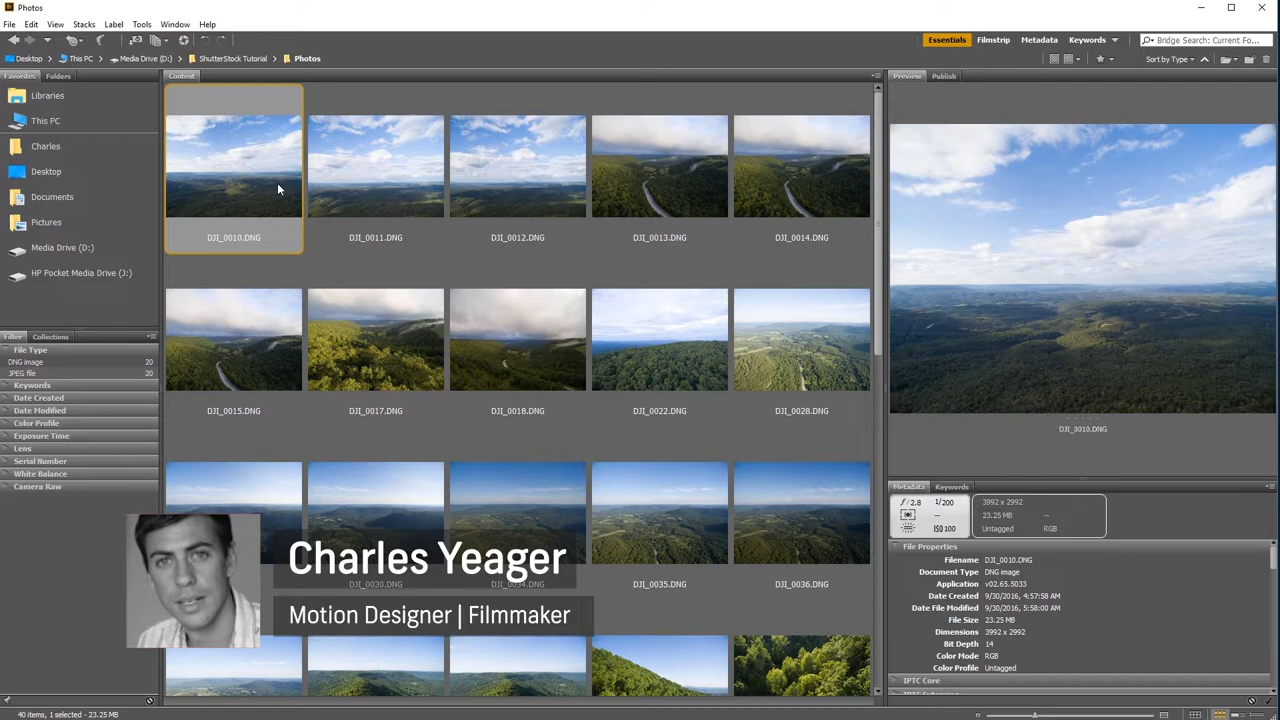 Br Photos
File Edit View Stacks Label Tools Window Help
Essentials Filmstrip Metadata Keywords Bridge Search: Current Fo...
Desktop This PC Media Drive (D:) ShutterStock Tutorial Photos
Sort by Type
Favorites Folders
Libraries
This PC
Charles
Desktop
Documents
Pictures
Media Drive (D:)
HP Pocket Media Drive (J:)
Filter Collections
File Type
DNG image 20
JPEG file 20
Keywords
Date Created
Date Modified
Color Profile
Exposure Time
Lens
Serial Number
White Balance
Camera Raw
Content
DJI_0010.DNG DJI_0011.DNG DJI_0012.DNG DJI_0013.DNG DJI_0014.DNG
DJI_0015.DNG DJI_0017.DNG DJI_0018.DNG DJI_0022.DNG DJI_0028.DNG
DJI_0030.DNG DJI_0034.DNG DJI_0035.DNG DJI_0036.DNG
Charles Yeager
Motion Designer | Filmmaker
Preview Publish
DJI_0010.DNG
Metadata Keywords
f/2.8 1/200
--
ISO100
3992 x 2992
23.25 MB --
Untagged RGB
File Properties
Filename DJI_0010.DNG
Document Type DNG image
Application v02.65.5033
Date Created 9/30/2016, 4:57:58 AM
Date File Modified 9/30/2016, 5:58:00 AM
File Size 23.25 MB
Dimensions 3992 x 2992
Bit Depth 14
Color Mode RGB
Color Profile Untagged
IPTC Core
40 items, 1 selected - 23.25 MB